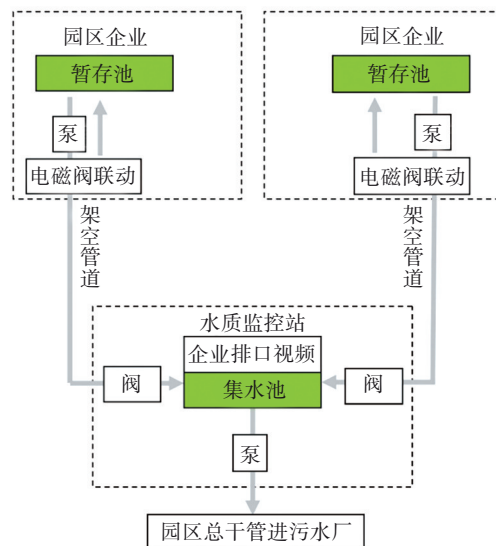 园区企业
暂存池
泵
电磁阀联动
架空管道
园区企业
暂存池
泵
电磁阀联动
架空管道
水质监控站
企业排口视频
阀
集水池
阀
泵
园区总干管进污水厂